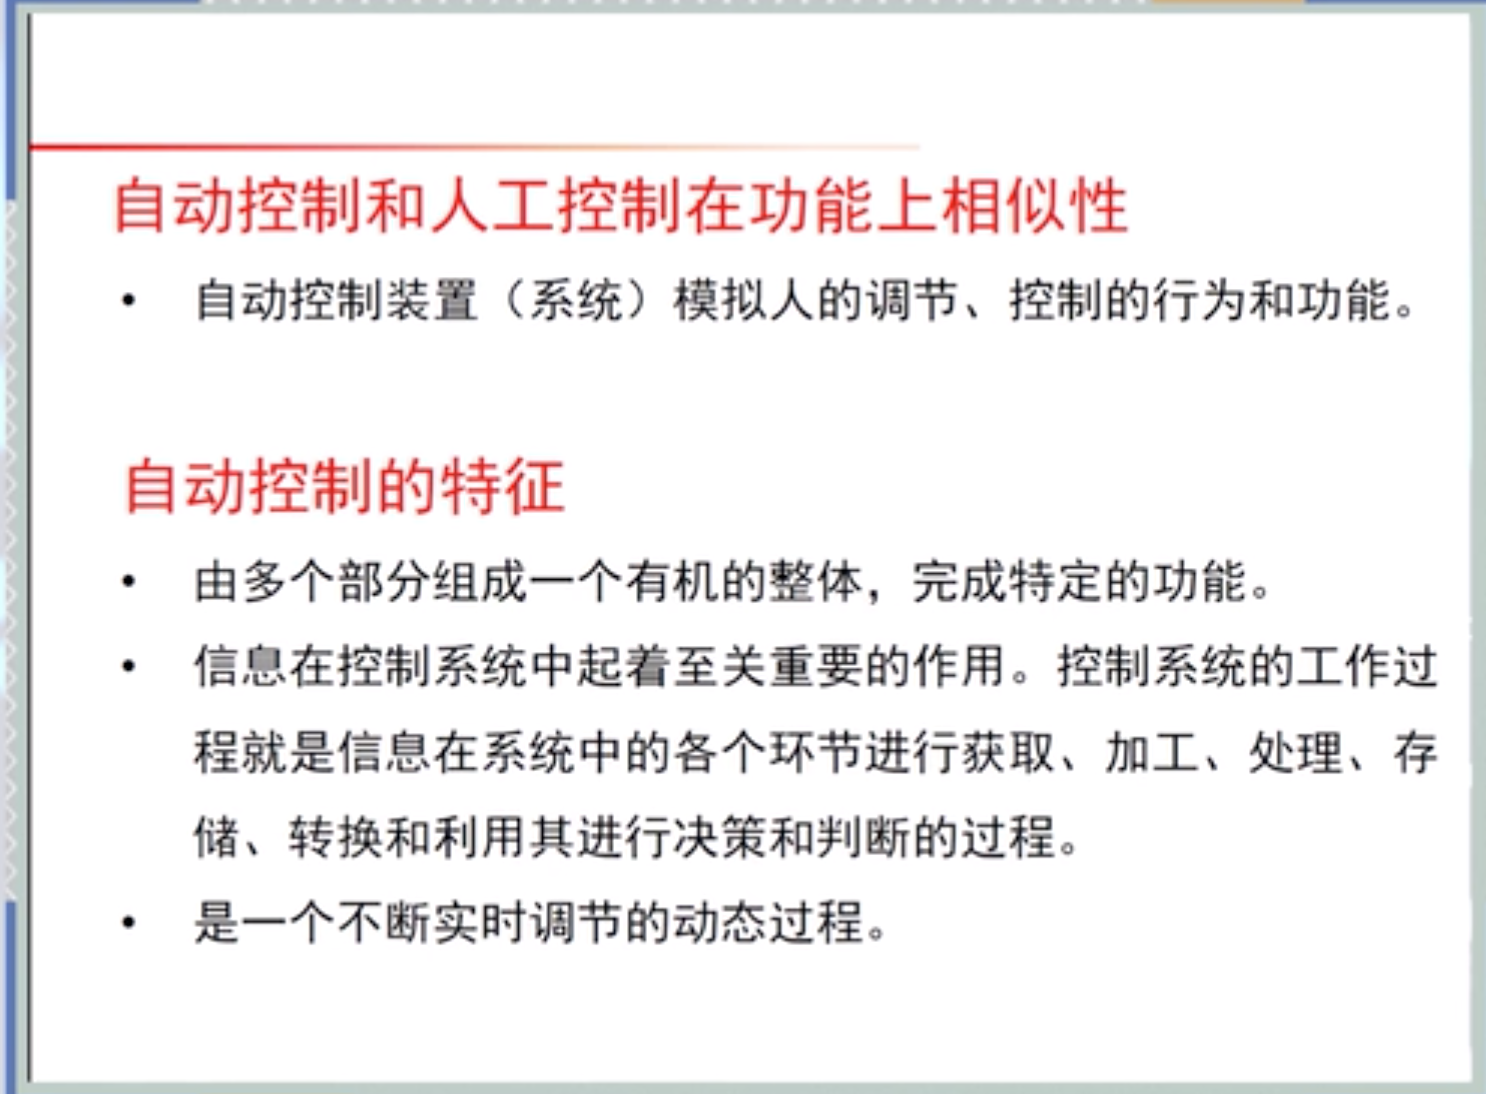 自动控制和人工控制在功能上相似性
• 自动控制装置（系统）模拟人的调节、控制的行为和功能。
自动控制的特征
• 由多个部分组成一个有机的整体，完成特定的功能。
• 信息在控制系统中起着至关重要的作用。控制系统的工作过
程就是信息在系统中的各个环节进行获取、加工、处理、存
储、转换和利用其进行决策和判断的过程。
• 是一个不断实时调节的动态过程。